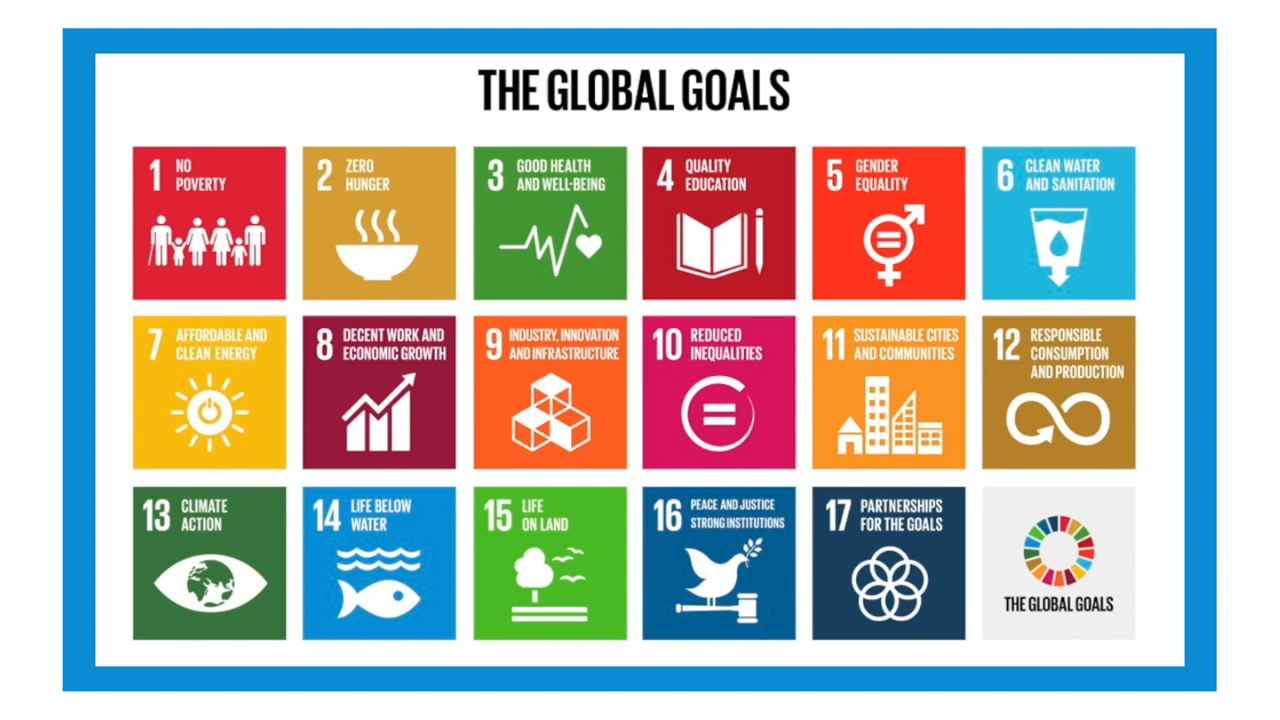 THE GLOBAL GOALS
1 NO
POVERTY
2 ZERO
HUNGER
3 GOOD HEALTH
AND WELL-BEING
4 QUALITY
EDUCATION
5 GENDER
EQUALITY
6 CLEAN WATER
AND SANITATION
7 AFFORDABLE AND
CLEAN ENERGY
8 DECENT WORK AND
ECONOMIC GROWTH
9 INDUSTRY, INNOVATION
AND INFRASTRUCTURE
10 REDUCED
INEQUALITIES
11 SUSTAINABLE CITIES
AND COMMUNITIES
12 RESPONSIBLE
CONSUMPTION
AND PRODUCTION
13 CLIMATE
ACTION
14 LIFE BELOW
WATER
15 LIFE
ON LAND
16 PEACE AND JUSTICE
STRONG INSTITUTIONS
17 PARTNERSHIPS
FOR THE GOALS
THE GLOBAL GOALS